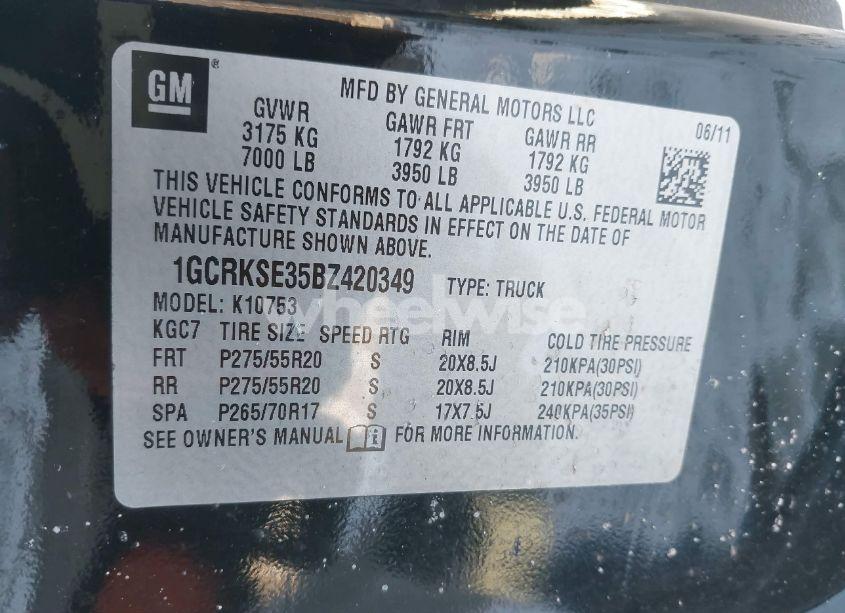 GM®
MFD BY GENERAL MOTORS LLC
06/11
GVWR GAWR FRT GAWR RR
3175 KG 1792 KG 1792 KG
7000 LB 3950 LB 3950 LB
THIS VEHICLE CONFORMS TO ALL APPLICABLE U.S. FEDERAL MOTOR
VEHICLE SAFETY STANDARDS IN EFFECT ON THE DATE OF
MANUFACTURE SHOWN ABOVE.
1GCRKSE35BZ420349 TYPE: TRUCK
MODEL: K10753
wheelwise
KGC7 TIRE SIZE SPEED RTG RIM COLD TIRE PRESSURE
FRT P275/55R20 S 20X8.5J 210KPA(30PSI)
RR P275/55R20 S 20X8.5J 210KPA(30PSI)
SPA P265/70R17 S 17X7.5J 240KPA(35PSI)
SEE OWNER'S MANUAL FOR MORE INFORMATION.